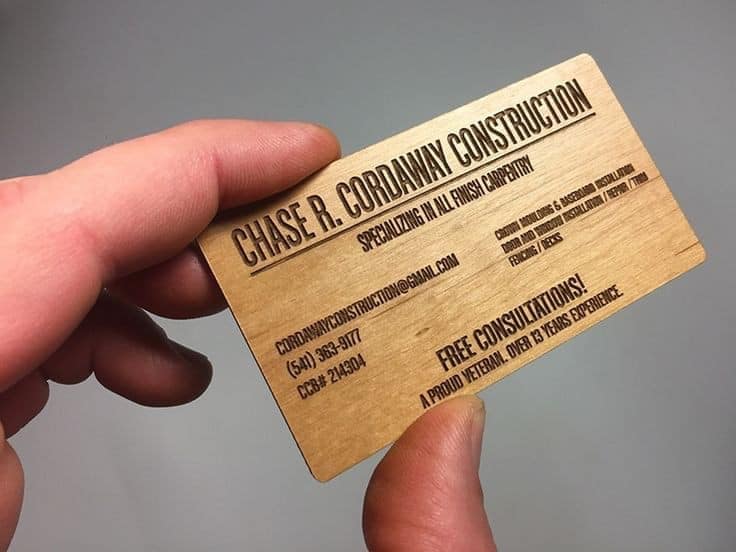 CHASE R. CORDAWAY CONSTRUCTION
SPECIALIZING IN ALL FINISH CARPENTRY
CORDAWAYCONSTRUCTION@GMAIL.COM
(541) 363-9177
CCB# 214304
CROWN MOULDING & BASEBOARD INSTALLATION
DOOR AND WINDOW INSTALLATION / REPAIR / TRIM
FENCING / DECKS
FREE CONSULTATIONS!
A PROUD VETERAN. OVER 13 YEARS EXPERIENCE